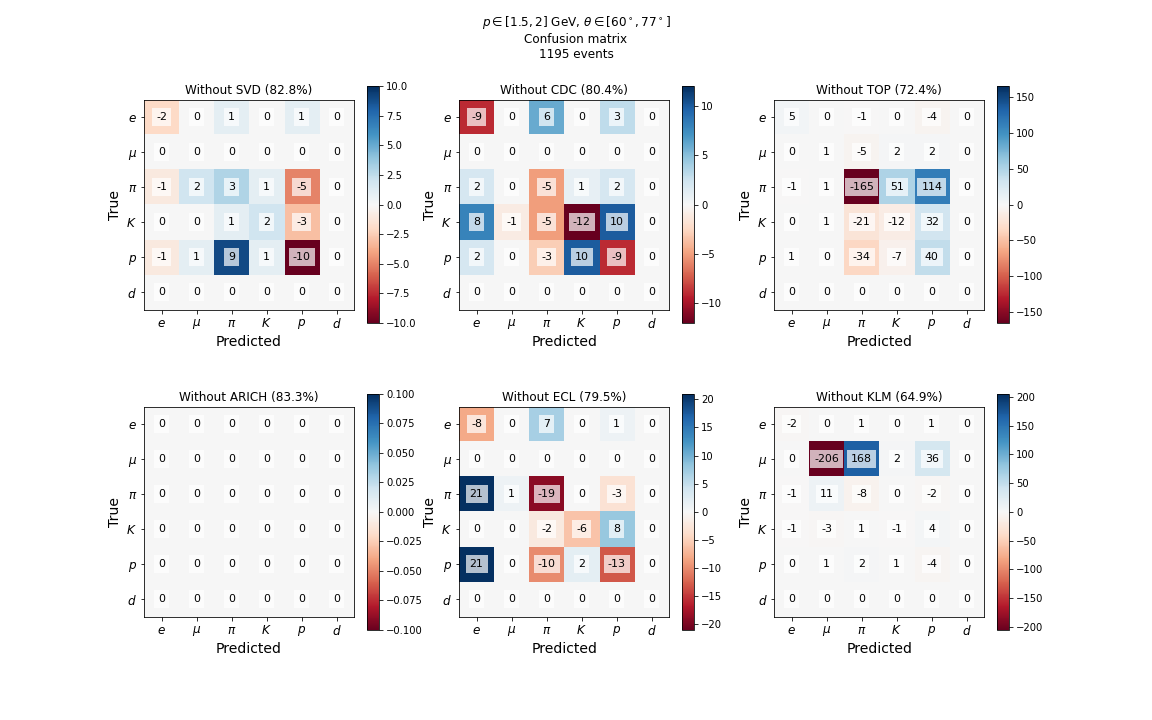 p ∈ [1.5, 2] GeV, θ ∈ [60°, 77°]
Confusion matrix
1195 events
Without SVD (82.8%)
e -2 0 1 0 1 0
μ 0 0 0 0 0 0
π -1 2 3 1 -5 0
K 0 0 1 2 -3 0
p -1 1 9 1 -10 0
d 0 0 0 0 0 0
e μ π K p d
True
Predicted
10.0
7.5
5.0
2.5
0.0
−2.5
−5.0
−7.5
−10.0
Without CDC (80.4%)
e -9 0 6 0 3 0
μ 0 0 0 0 0 0
π 2 0 -5 1 2 0
K 8 -1 -5 -12 10 0
p 2 0 -3 10 -9 0
d 0 0 0 0 0 0
e μ π K p d
True
Predicted
10
5
0
−5
−10
Without TOP (72.4%)
e 5 0 -1 0 -4 0
μ 0 1 -5 2 2 0
π -1 1 -165 51 114 0
K 0 1 -21 -12 32 0
p 1 0 -34 -7 40 0
d 0 0 0 0 0 0
e μ π K p d
True
Predicted
150
100
50
0
−50
−100
−150
Without ARICH (83.3%)
e 0 0 0 0 0 0
μ 0 0 0 0 0 0
π 0 0 0 0 0 0
K 0 0 0 0 0 0
p 0 0 0 0 0 0
d 0 0 0 0 0 0
e μ π K p d
True
Predicted
0.100
0.075
0.050
0.025
0.000
−0.025
−0.050
−0.075
−0.100
Without ECL (79.5%)
e -8 0 7 0 1 0
μ 0 0 0 0 0 0
π 21 1 -19 0 -3 0
K 0 0 -2 -6 8 0
p 21 0 -10 2 -13 0
d 0 0 0 0 0 0
e μ π K p d
True
Predicted
20
15
10
5
0
−5
−10
−15
−20
Without KLM (64.9%)
e -2 0 1 0 1 0
μ 0 -206 168 2 36 0
π -1 11 -8 0 -2 0
K -1 -3 1 -1 4 0
p 0 1 2 1 -4 0
d 0 0 0 0 0 0
e μ π K p d
True
Predicted
200
150
100
50
0
−50
−100
−150
−200